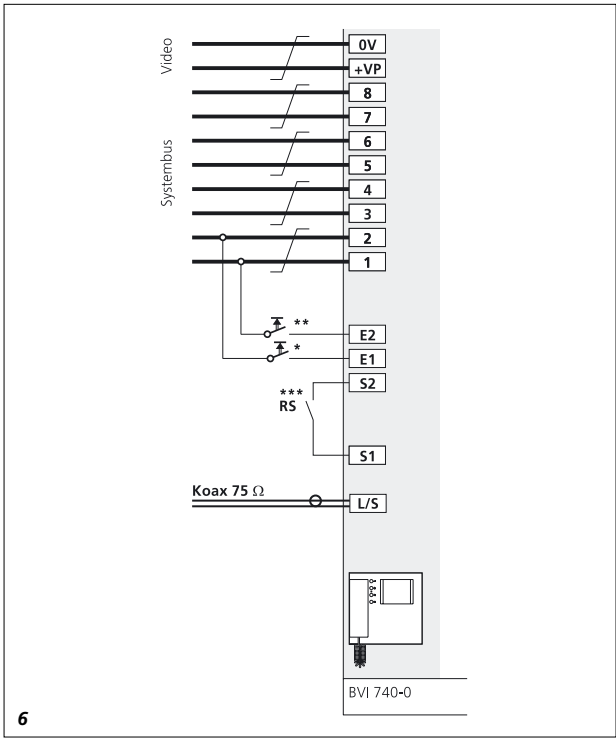 Video
0V
+VP
Systembus
8
7
6
5
4
3
2
1
** E2
* E1
S2
***
RS
S1
Koax 75 Ω
L/S
BVI 740-0
6